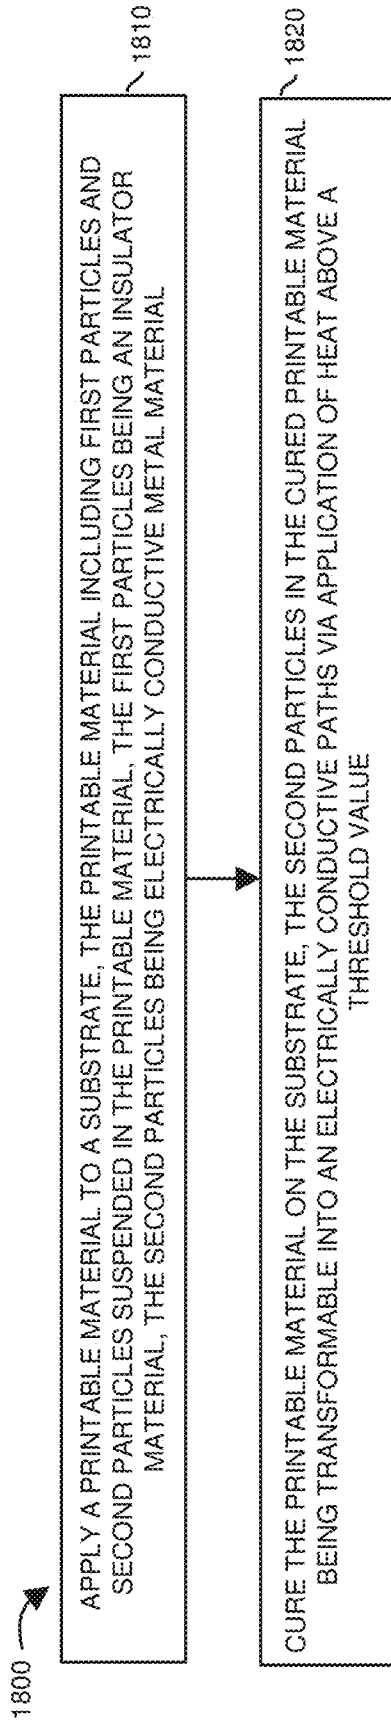 1800
APPLY A PRINTABLE MATERIAL TO A SUBSTRATE, THE PRINTABLE MATERIAL INCLUDING FIRST PARTICLES AND
SECOND PARTICLES SUSPENDED IN THE PRINTABLE MATERIAL, THE FIRST PARTICLES BEING AN INSULATOR
MATERIAL, THE SECOND PARTICLES BEING ELECTRICALLY CONDUCTIVE METAL MATERIAL
1810
CURE THE PRINTABLE MATERIAL ON THE SUBSTRATE, THE SECOND PARTICLES IN THE CURED PRINTABLE MATERIAL
BEING TRANSFORMABLE INTO AN ELECTRICALLY CONDUCTIVE PATHS VIA APPLICATION OF HEAT ABOVE A
THRESHOLD VALUE
1820